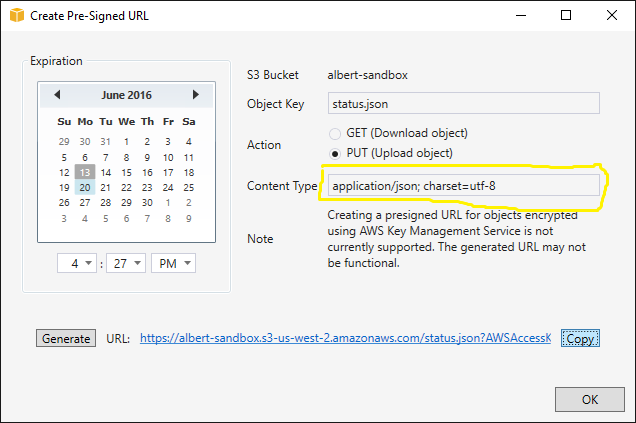 Create Pre-Signed URL
Expiration
June 2016
Su Mo Tu We Th Fr Sa
29 30 31 1 2 3 4
5 6 7 8 9 10 11
12 13 14 15 16 17 18
19 20 21 22 23 24 25
26 27 28 29 30 1 2
3 4 5 6 7 8 9
4 : 27 PM
S3 Bucket albert-sandbox
Object Key status.json
Action GET (Download object)
PUT (Upload object)
Content Type application/json; charset=utf-8
Note Creating a presigned URL for objects encrypted
using AWS Key Management Service is not
currently supported. The generated URL may not
be functional.
Generate URL: https://albert-sandbox.s3-us-west-2.amazonaws.com/status.json?AWSAccessK Copy
OK